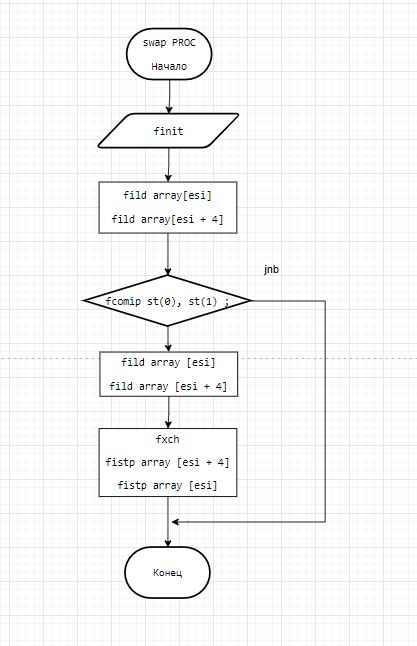 swap PROC
Начало
finit
fild array[esi]
fild array[esi + 4]
jnb
fcomip st(0), st(1) ;
fild array [esi]
fild array [esi + 4]
fxch
fistp array [esi + 4]
fistp array [esi]
Конец